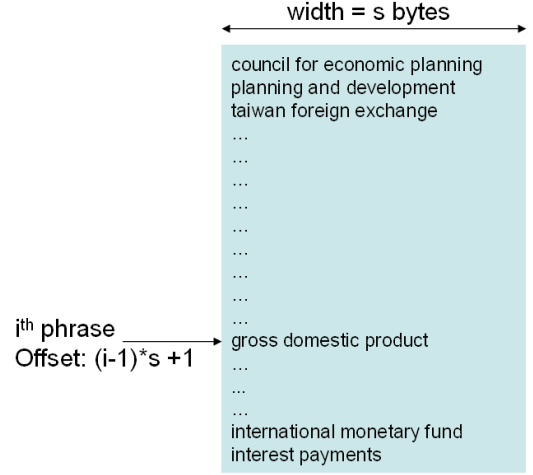 width = s bytes
council for economic planning
planning and development
taiwan foreign exchange
…
…
…
…
…
…
…
…
…
ith phrase
Offset: (i-1)*s +1
gross domestic product
…
...
…
international monetary fund
interest payments